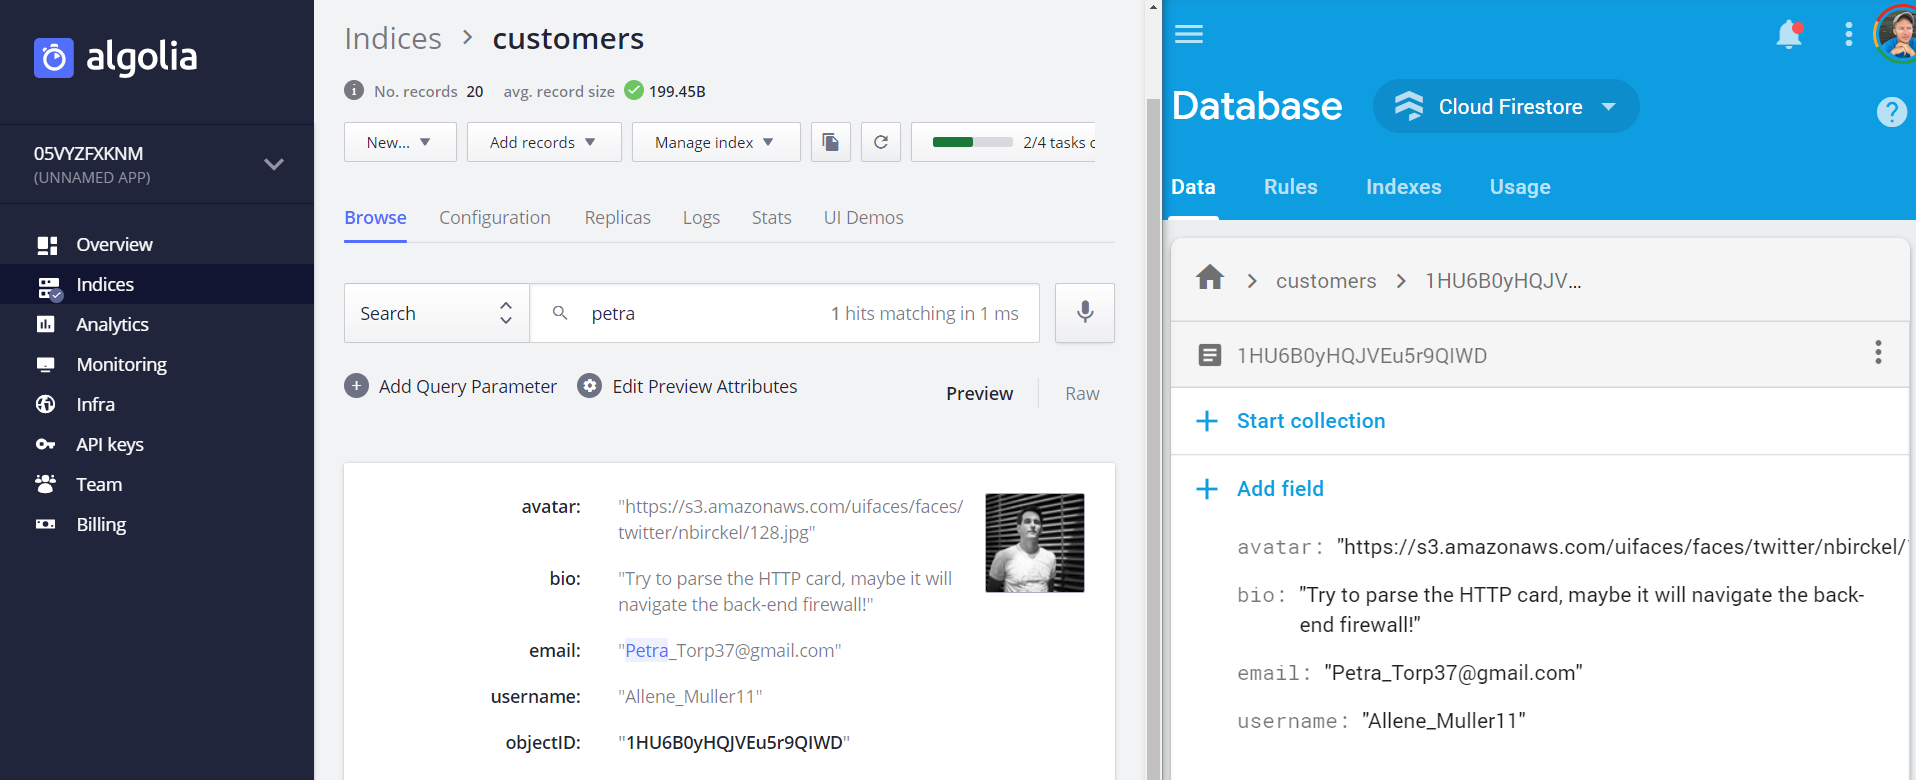 algolia
05VYZFXKNM
(UNNAMED APP)
Overview
Indices
Analytics
Monitoring
Infra
API keys
Team
Billing
Indices > customers
No. records 20 avg. record size 199.45B
New... Add records Manage index 2/4 tasks c
Browse Configuration Replicas Logs Stats UI Demos
Search petra 1 hits matching in 1 ms
Add Query Parameter Edit Preview Attributes Preview Raw
avatar: "https://s3.amazonaws.com/uifaces/faces/
twitter/nbirckel/128.jpg"
bio: "Try to parse the HTTP card, maybe it will
navigate the back-end firewall!"
email: "Petra_Torp37@gmail.com"
username: "Allene_Muller11"
objectID: "1HU6B0yHQJVEu5r9QIWD"
Database Cloud Firestore ?
Data Rules Indexes Usage
> customers > 1HU6B0yHQJV...
1HU6B0yHQJVEu5r9QIWD
+ Start collection
+ Add field
avatar: "https://s3.amazonaws.com/uifaces/faces/twitter/nbirckel/
bio: "Try to parse the HTTP card, maybe it will navigate the back-
end firewall!"
email: "Petra_Torp37@gmail.com"
username: "Allene_Muller11"